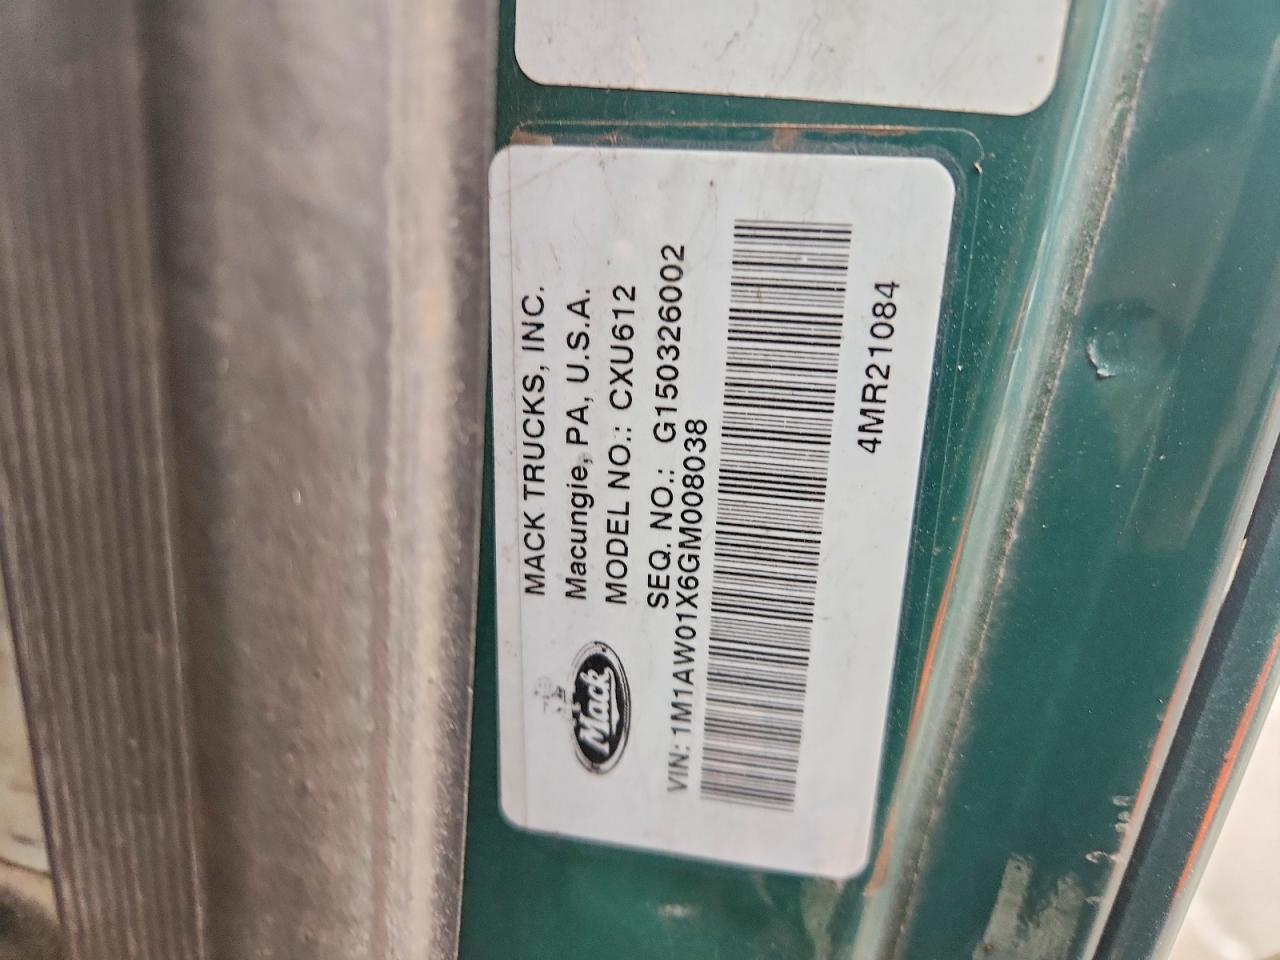 MACK TRUCKS, INC.
Macungie, PA, U.S.A.
MODEL NO.: CXU612
SEQ. NO.: G150326002
Mack
VIN: 1M1AW01X6GM008038
4MR21084